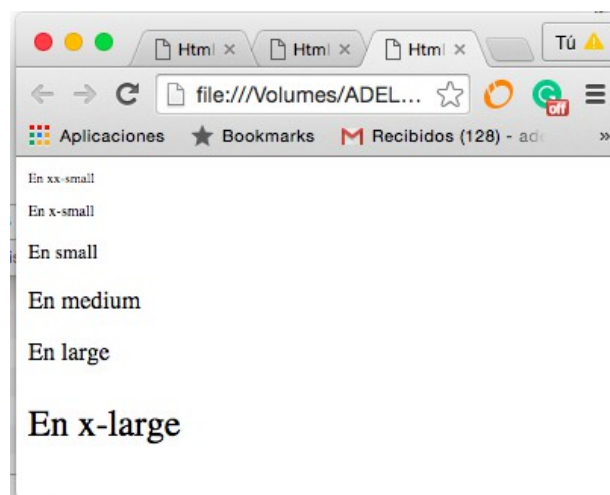 Html
Html
Html
Tú
file:///Volumes/ADEL...
off
Aplicaciones
Bookmarks
Recibidos (128) - ade
»
En xx-small
En x-small
En small
En medium
En large
En x-large